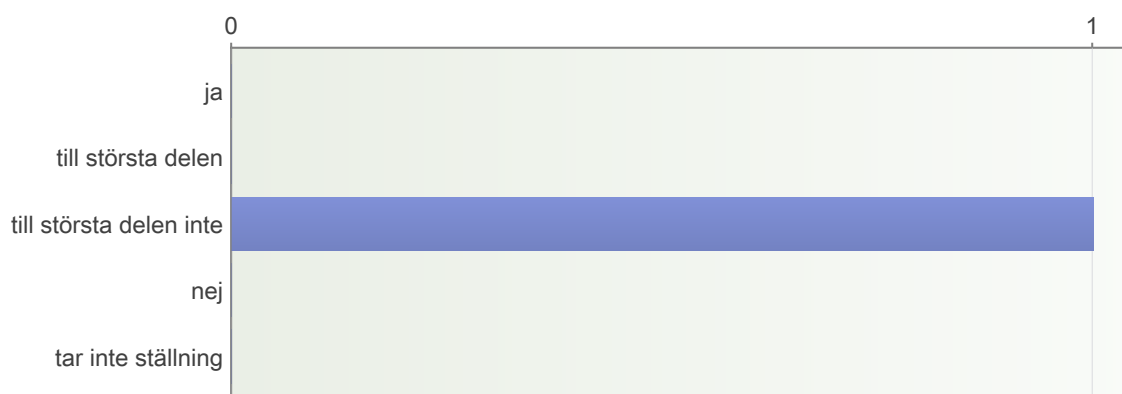 0 1
ja
till största delen
till största delen inte
nej
tar inte ställning